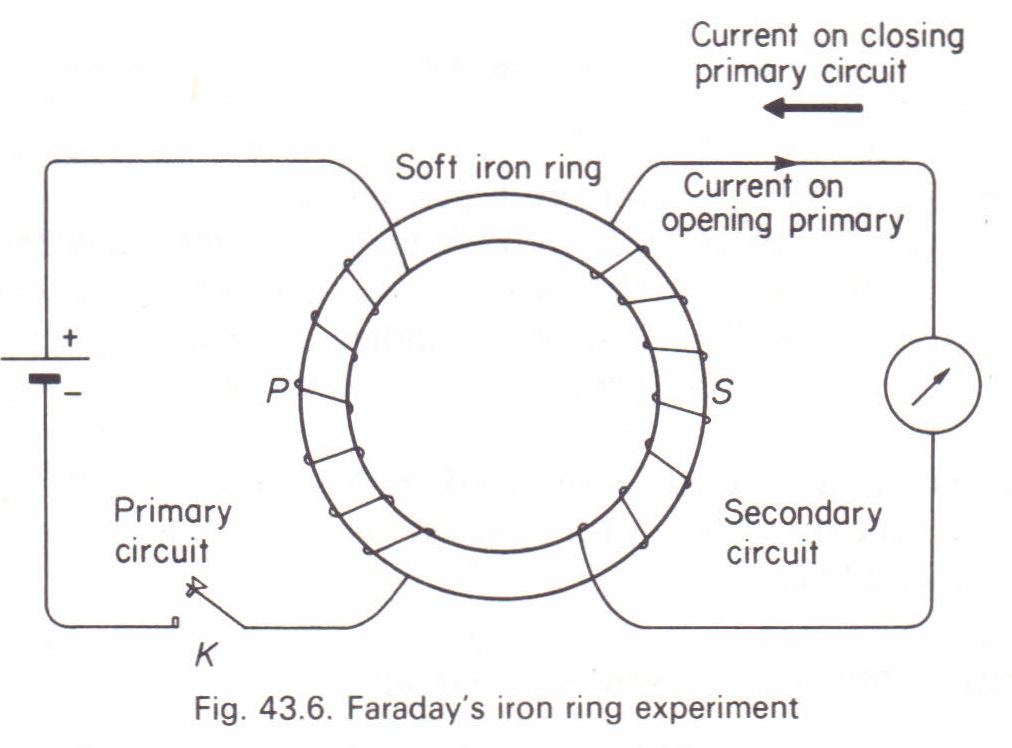 Current on closing
primary circuit
Soft iron ring
Current on
opening primary
+
−
P
S
Primary
circuit
Secondary
circuit
K
Fig. 43.6. Faraday's iron ring experiment